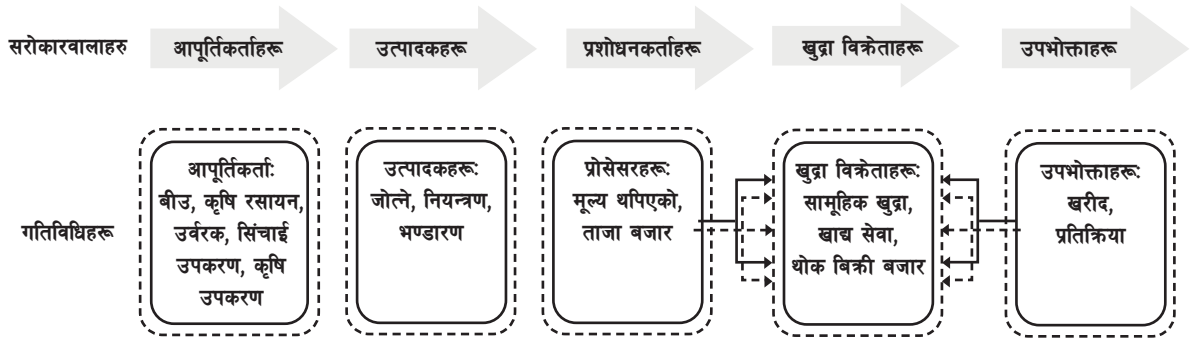 सरोकारवालाहरु
आपूर्तिकर्ताहरू
उत्पादकहरू
प्रशोधनकर्ताहरू
खुद्रा विक्रेताहरू
उपभोक्ताहरू
गतिविधिहरू
आपूर्तिकर्ताः
बीउ, कृषि रसायन,
उर्वरक, सिंचाई
उपकरण, कृषि
उपकरण
उत्पादकहरूः
जोत्ने, नियन्त्रण,
भण्डारण
प्रोसेसरहरूः
मूल्य थपिएको,
ताजा बजार
खुद्रा विक्रेताहरूः
सामूहिक खुद्रा,
खाद्य सेवा,
थोक बिक्री बजार
उपभोक्ताहरूः
खरीद,
प्रतिक्रिया